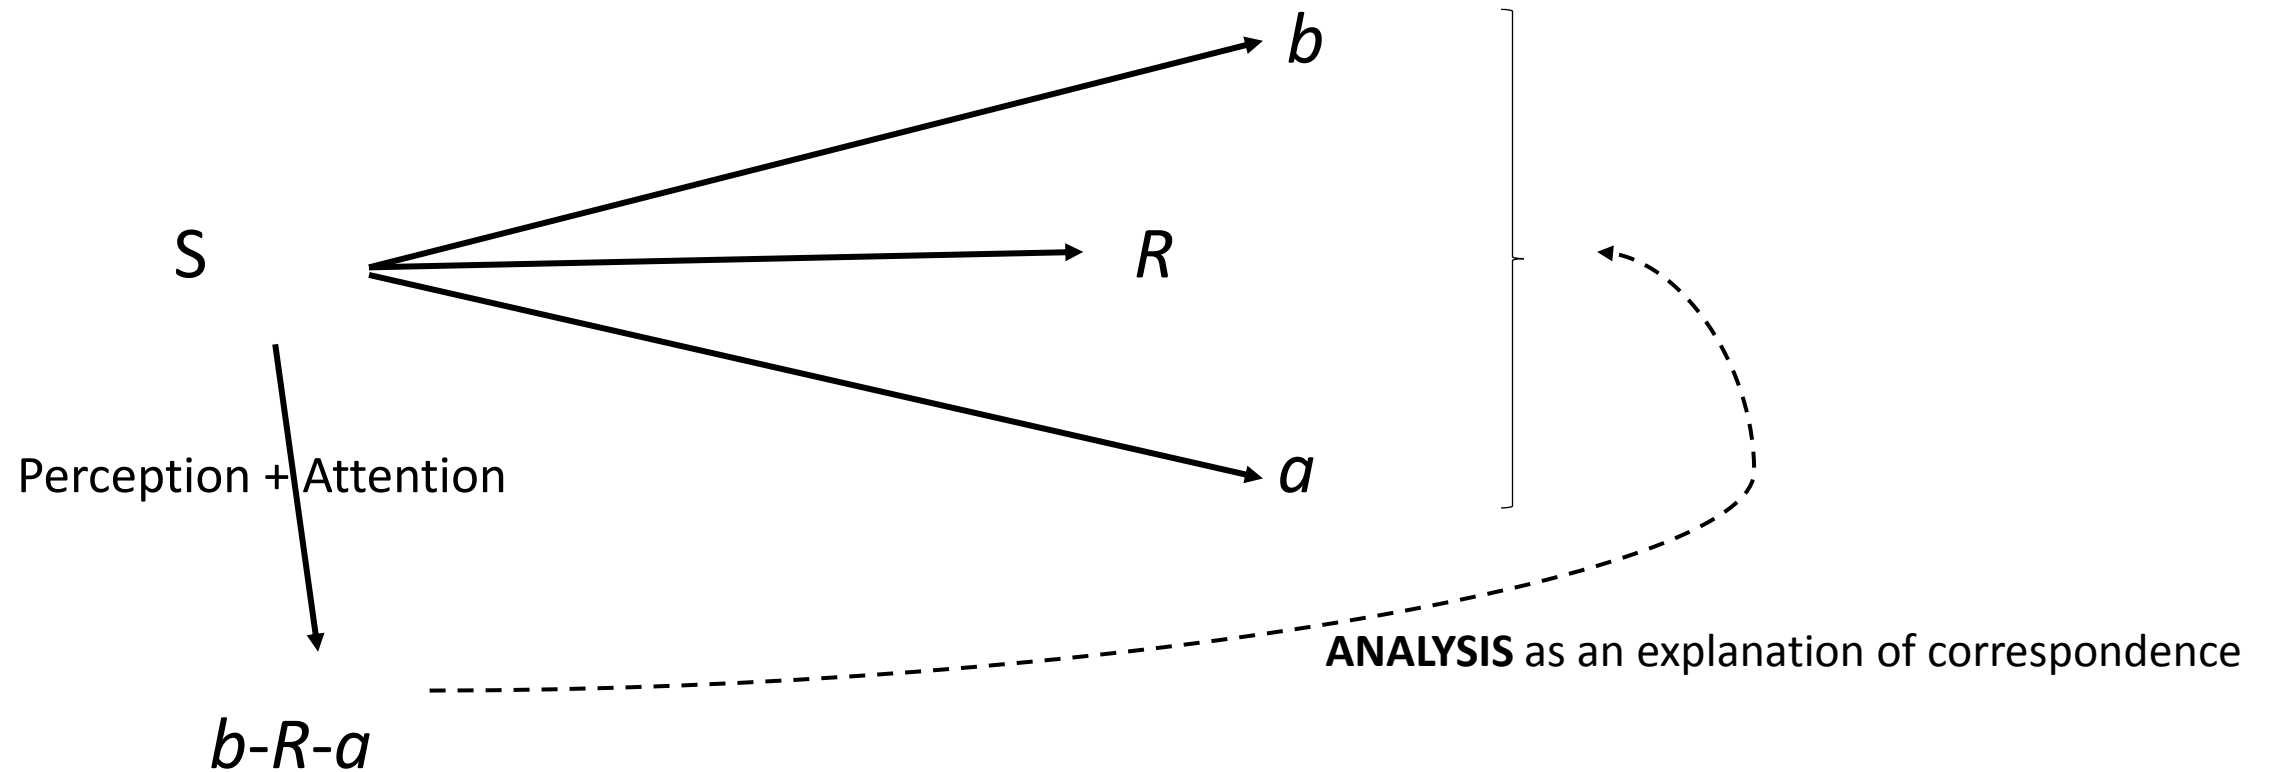 b
S
R
Perception + Attention
a
ANALYSIS as an explanation of correspondence
b-R-a